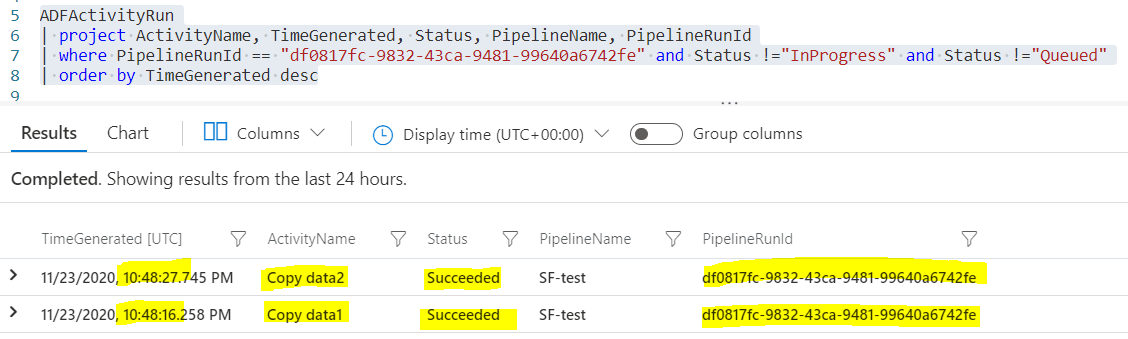 5 ADFActivityRun
6 | project ActivityName, TimeGenerated, Status, PipelineName, PipelineRunId
7 | where PipelineRunId == "df0817fc-9832-43ca-9481-99640a6742fe" and Status !="InProgress" and Status !="Queued"
8 | order by TimeGenerated desc
9
Results Chart Columns Display time (UTC+00:00) Group columns
Completed. Showing results from the last 24 hours.
TimeGenerated [UTC] ActivityName Status PipelineName PipelineRunId
11/23/2020, 10:48:27.745 PM Copy data2 Succeeded SF-test df0817fc-9832-43ca-9481-99640a6742fe
11/23/2020, 10:48:16.258 PM Copy data1 Succeeded SF-test df0817fc-9832-43ca-9481-99640a6742fe